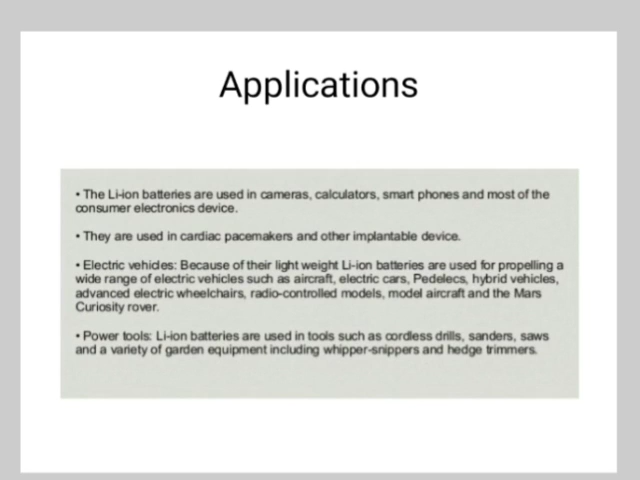 Applications
• The Li-ion batteries are used in cameras, calculators, smart phones and most of the
consumer electronics device.
• They are used in cardiac pacemakers and other implantable device.
• Electric vehicles: Because of their light weight Li-ion batteries are used for propelling a
wide range of electric vehicles such as aircraft, electric cars, Pedelecs, hybrid vehicles,
advanced electric wheelchairs, radio-controlled models, model aircraft and the Mars
Curiosity rover.
• Power tools: Li-ion batteries are used in tools such as cordless drills, sanders, saws
and a variety of garden equipment including whipper-snippers and hedge trimmers.